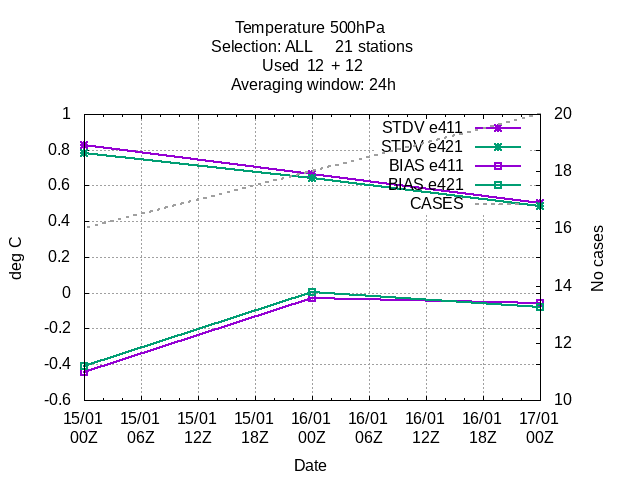 Temperature 500hPa
Selection: ALL 21 stations
Used 12 + 12
Averaging window: 24h
1
0.8
0.6
0.4
0.2
0
-0.2
-0.4
-0.6
deg C
STDV e411
STDV e421
BIAS e411
BIAS e421
CASES
20
18
16
14
12
10
No cases
15/01 15/01 15/01 15/01 16/01 16/01 16/01 16/01 17/01
00Z 06Z 12Z 18Z 00Z 06Z 12Z 18Z 00Z
Date